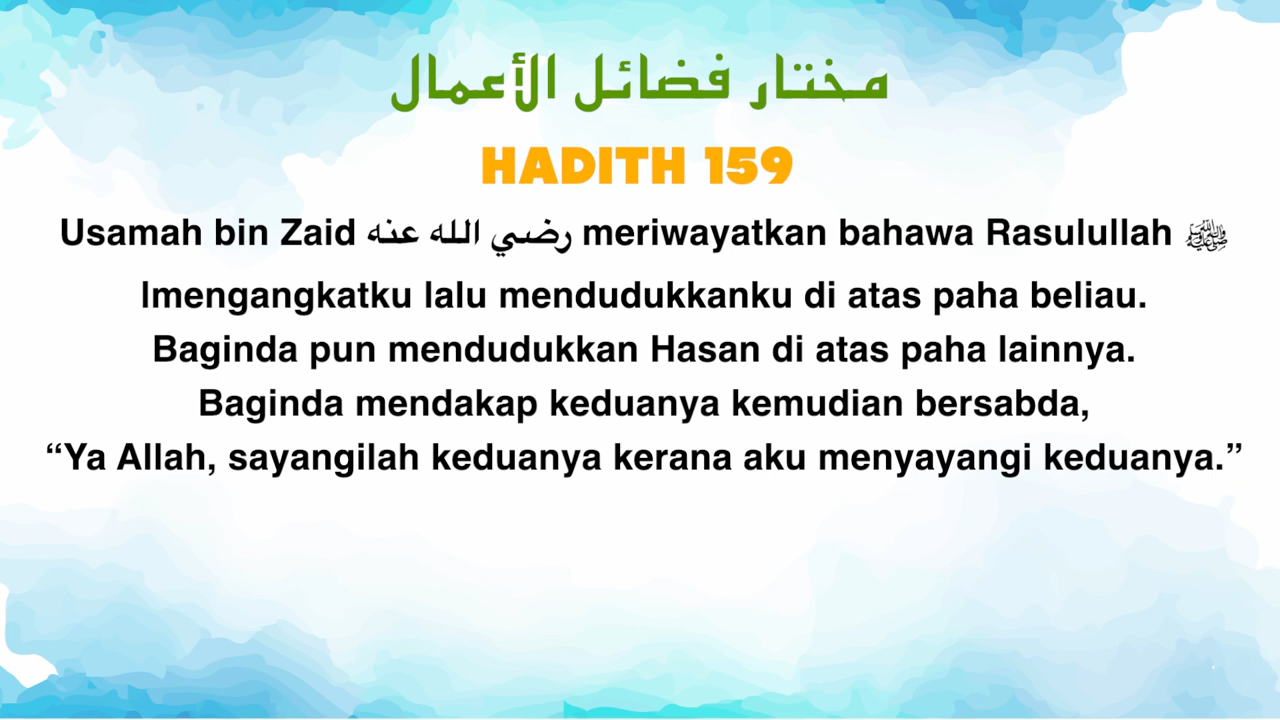 مختار فضائل الأعمال
HADITH 159
Usamah bin Zaid رضي الله عنه meriwayatkan bahawa Rasulullah ﷺ
lmengangkatku lalu mendudukkanku di atas paha beliau.
Baginda pun mendudukkan Hasan di atas paha lainnya.
Baginda mendakap keduanya kemudian bersabda,
“Ya Allah, sayangilah keduanya kerana aku menyayangi keduanya.”